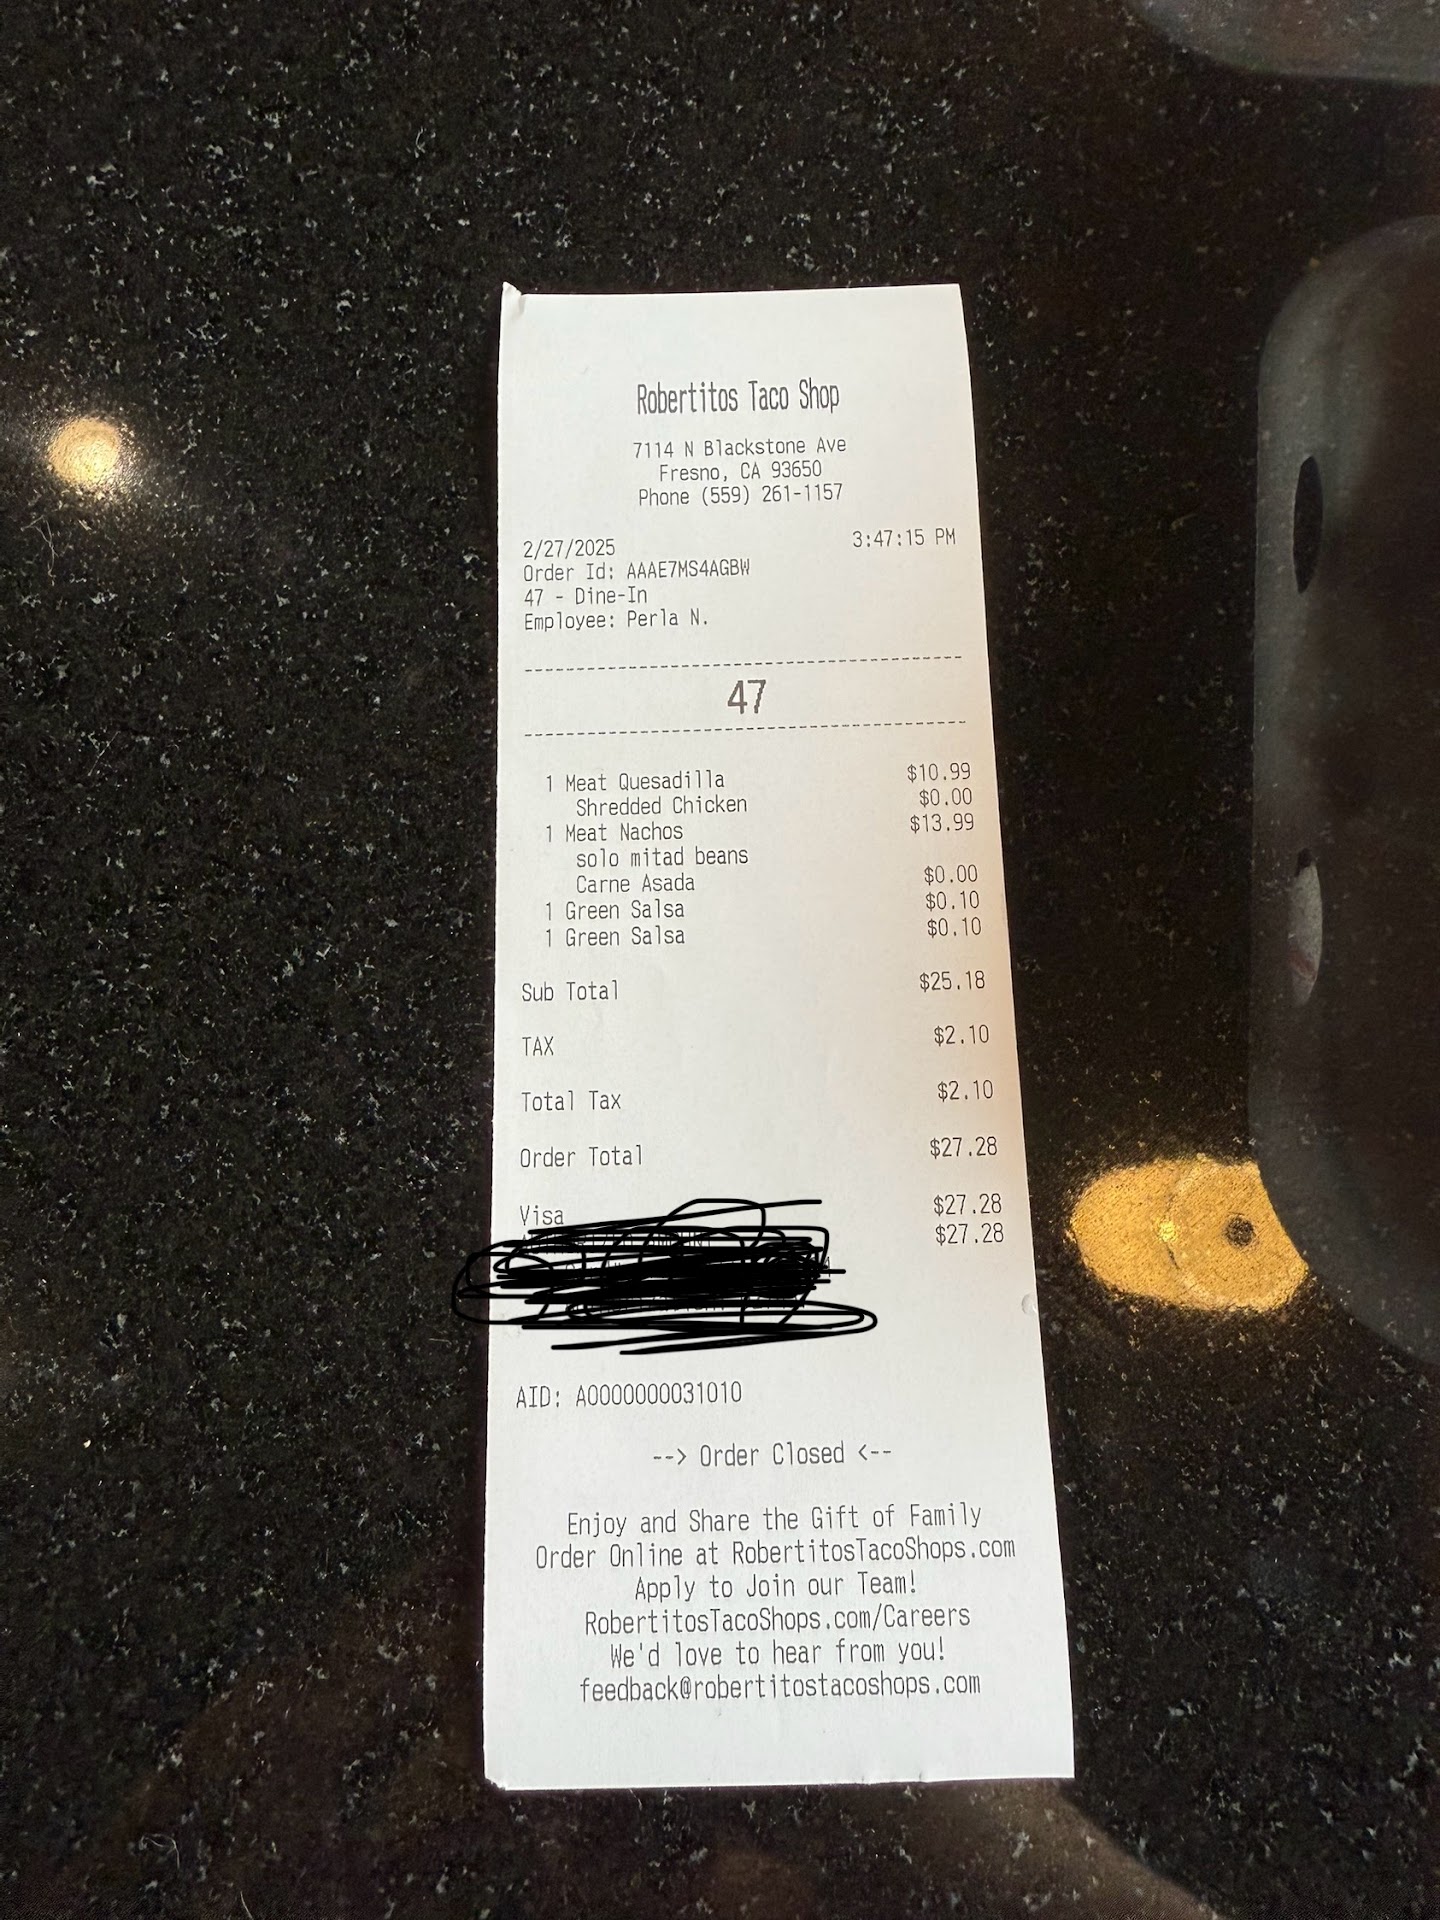 Robertitos Taco Shop
7114 N Blackstone Ave
Fresno, CA 93650
Phone (559) 261-1157
2/27/2025 3:47:15 PM
Order Id: AAAE7MS4AGBW
47 - Dine-In
Employee: Perla N.
47
1 Meat Quesadilla $10.99
Shredded Chicken $0.00
1 Meat Nachos $13.99
solo mitad beans
Carne Asada $0.00
1 Green Salsa $0.10
1 Green Salsa $0.10
Sub Total $25.18
TAX $2.10
Total Tax $2.10
Order Total $27.28
Visa $27.28
$27.28
AID: A0000000031010
--> Order Closed <--
Enjoy and Share the Gift of Family
Order Online at RobertitosTacoShops.com
Apply to Join our Team!
RobertitosTacoShops.com/Careers
We'd love to hear from you!
feedback@robertitostacoshops.com